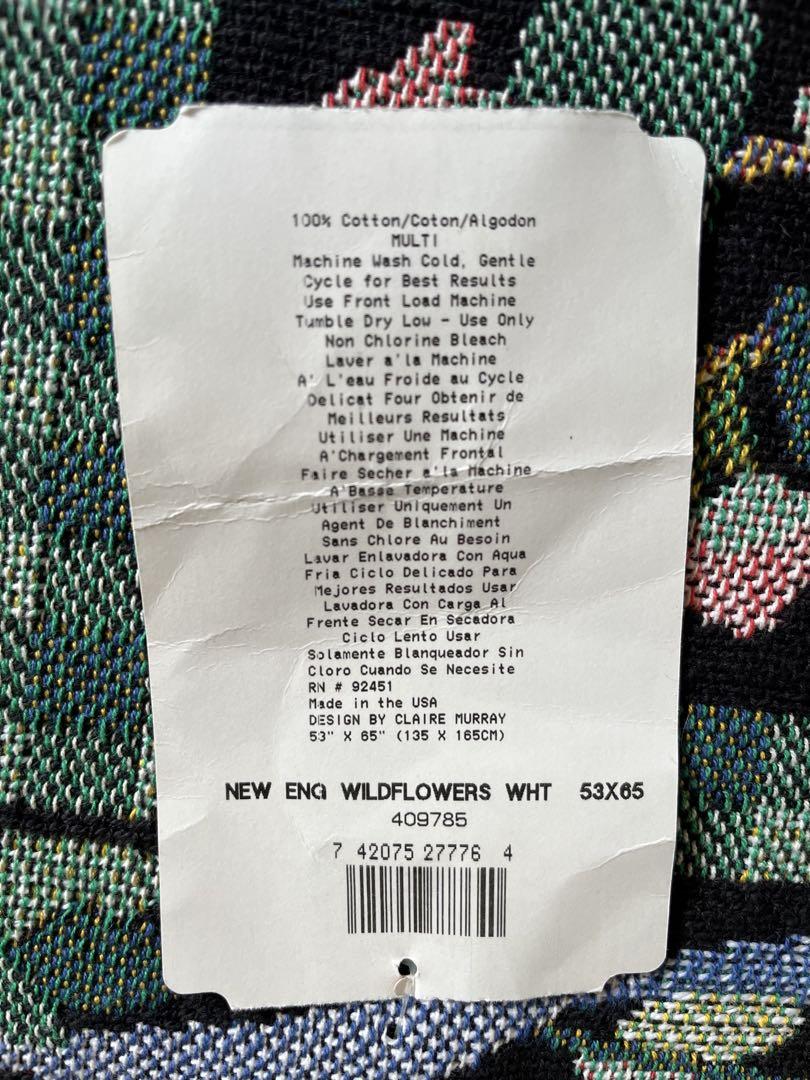 100% Cotton/Coton/Algodon
MULTI
Machine Wash Cold, Gentle
Cycle for Best Results
Use Front Load Machine
Tumble Dry Low - Use Only
Non Chlorine Bleach
Laver a'la Machine
A' L'eau Froide au Cycle
Delicat Four Obtenir de
Meilleurs Resultats
Utiliser Une Machine
A'Chargement Frontal
Faire Secher a'la Machine
A'Basse Temperature
Utiliser Uniquement Un
Agent De Blanchiment
Sans Chlore Au Besoin
Lavar Enlavadora Con Aqua
Fria Ciclo Delicado Para
Mejores Resultados Usar
Lavadora Con Carga Al
Frente Secar En Secadora
Ciclo Lento Usar
Solamente Blanqueador Sin
Cloro Cuando Se Necesite
RN # 92451
Made in the USA
DESIGN BY CLAIRE MURRAY
53" X 65" (135 X 165CM)
NEW ENG WILDFLOWERS WHT 53X65
409785
7 42075 27776 4